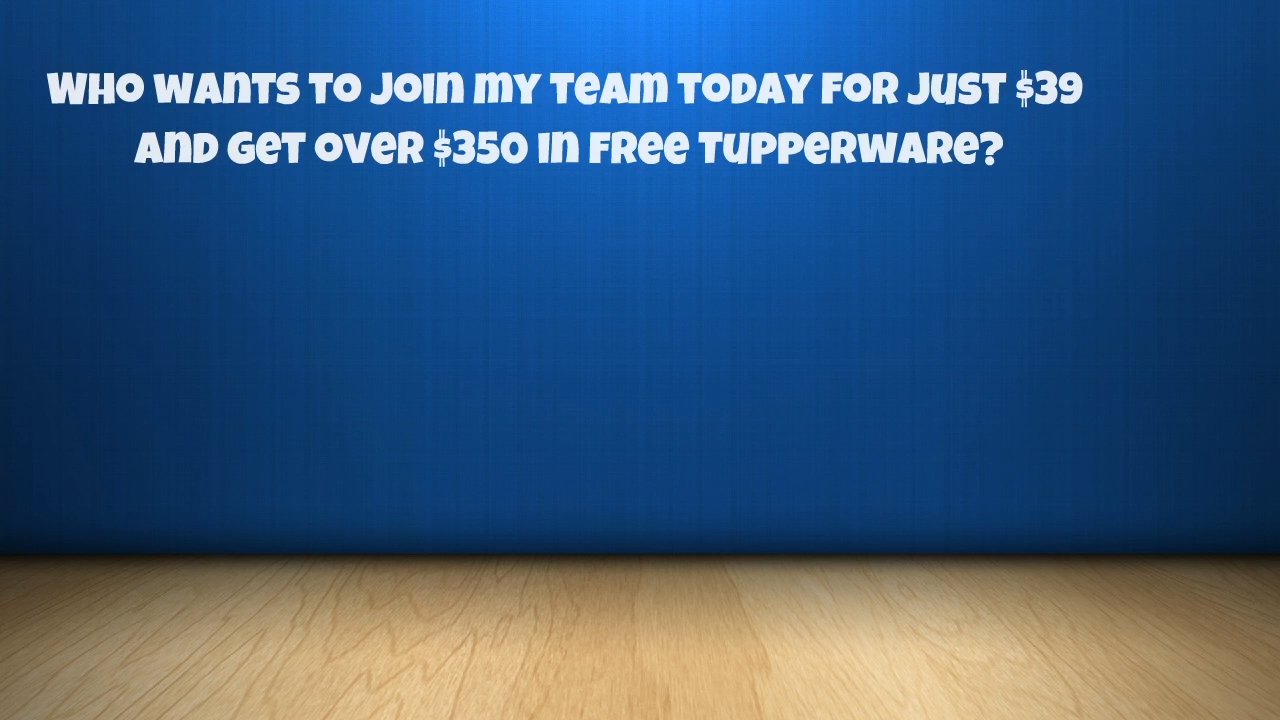 WHO WANTS TO JOIN MY TEAM TODAY FOR JUST $39
AND GET OVER $350 IN FREE TUPPERWARE?